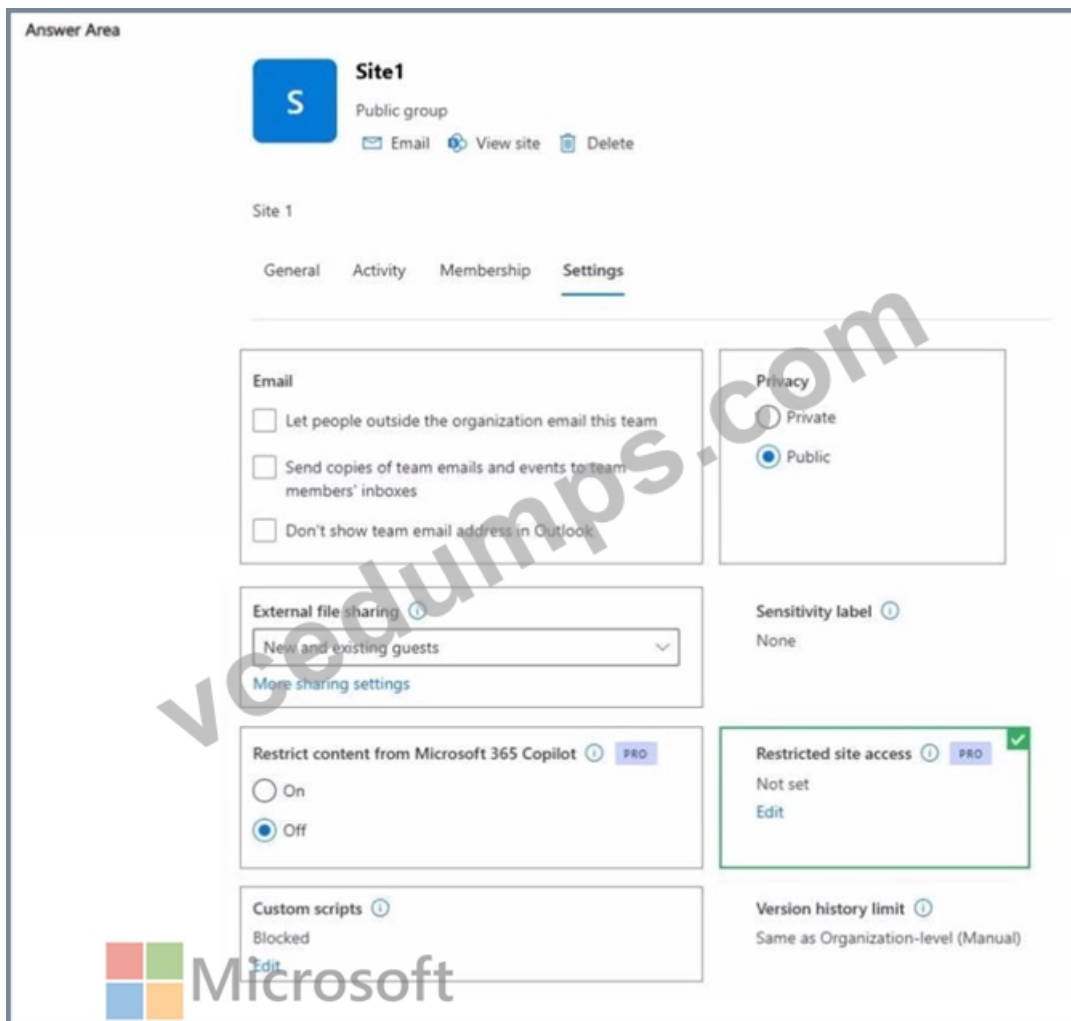 Answer Area
S
Site1
Public group
Email View site Delete
Site 1
General Activity Membership Settings
Email
Let people outside the organization email this team
Send copies of team emails and events to team
members' inboxes
Don't show team email address in Outlook
Privacy
Private
Public
External file sharing
New and existing guests
More sharing settings
Sensitivity label
None
Restrict content from Microsoft 365 Copilot PRO
On
Off
Restricted site access PRO
Not set
Edit
Custom scripts
Blocked
Edit
Version history limit
Same as Organization-level (Manual)
Microsoft
vcedumps.com